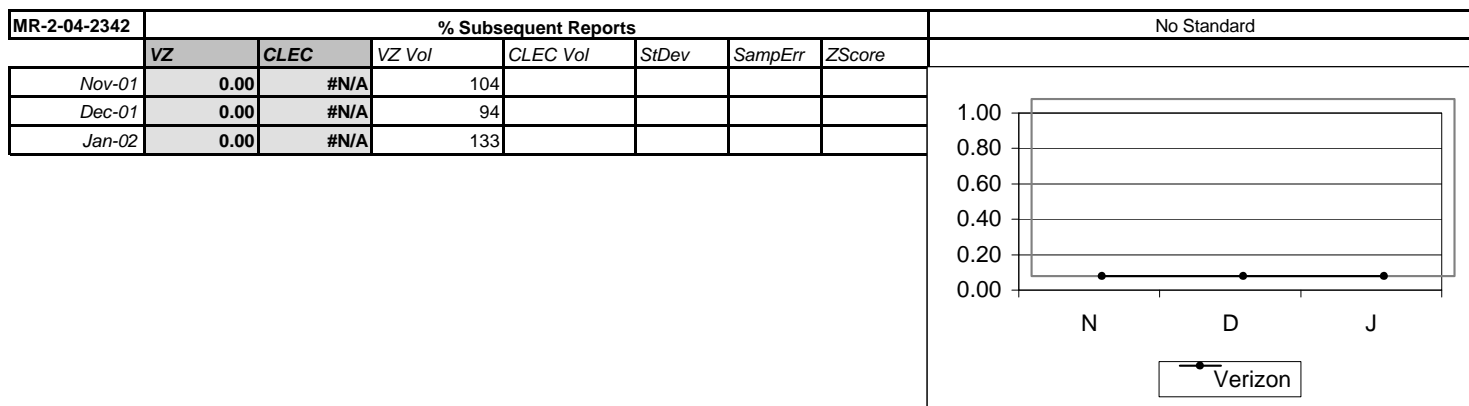 MR-2-04-2342 % Subsequent Reports No Standard
VZ CLEC VZ Vol CLEC Vol StDev SampErr ZScore
Nov-01 0.00 #N/A 104
Dec-01 0.00 #N/A 94
Jan-02 0.00 #N/A 133
1.00
0.80
0.60
0.40
0.20
0.00
N D J
Verizon